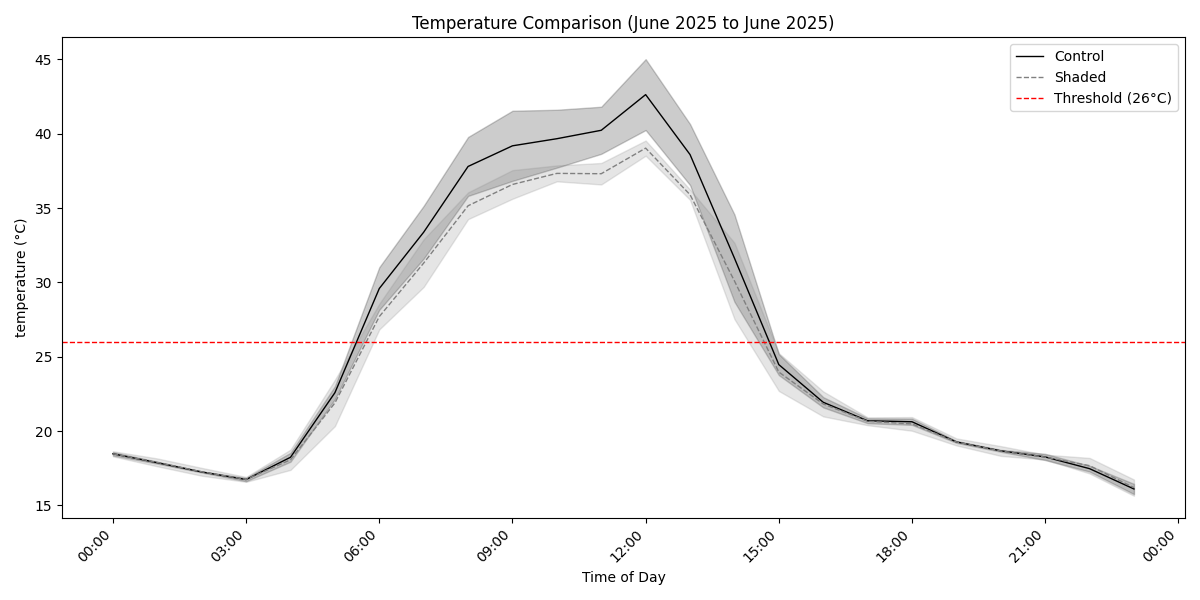 Temperature Comparison (June 2025 to June 2025)
Control
Shaded
Threshold (26°C)
temperature (°C)
45
40
35
30
25
20
15
00:00
03:00
06:00
09:00
12:00
15:00
18:00
21:00
00:00
Time of Day